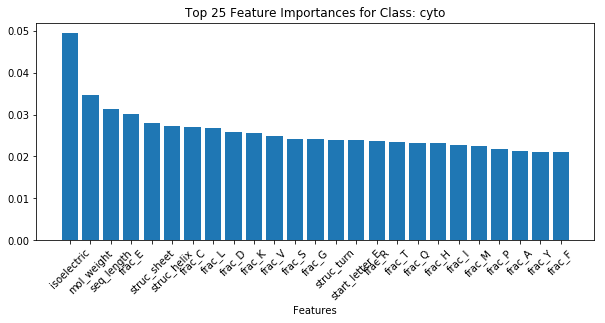 Top 25 Feature Importances for Class: cyto
0.05
0.04
0.03
0.02
0.01
0.00
isoelectric
mol_weight
seq_length
frac_E
struc_sheet
struc_helix
frac_C
frac_L
frac_D
frac_K
frac_V
frac_S
frac_G
struc_turn
start_letter_E
frac_R
frac_T
frac_Q
frac_H
frac_I
frac_M
frac_P
frac_A
frac_Y
frac_F
Features